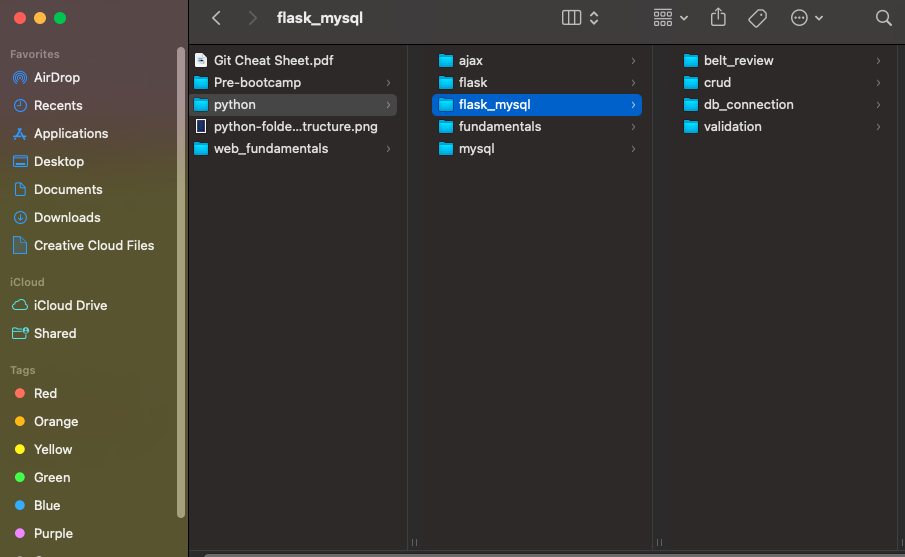 flask_mysql
Favorites
AirDrop
Recents
Applications
Desktop
Documents
Downloads
Creative Cloud Files
iCloud
iCloud Drive
Shared
Tags
Red
Orange
Yellow
Green
Blue
Purple
Git Cheat Sheet.pdf
Pre-bootcamp
python
python-folde...tructure.png
web_fundamentals
ajax
flask
flask_mysql
fundamentals
mysql
belt_review
crud
db_connection
validation